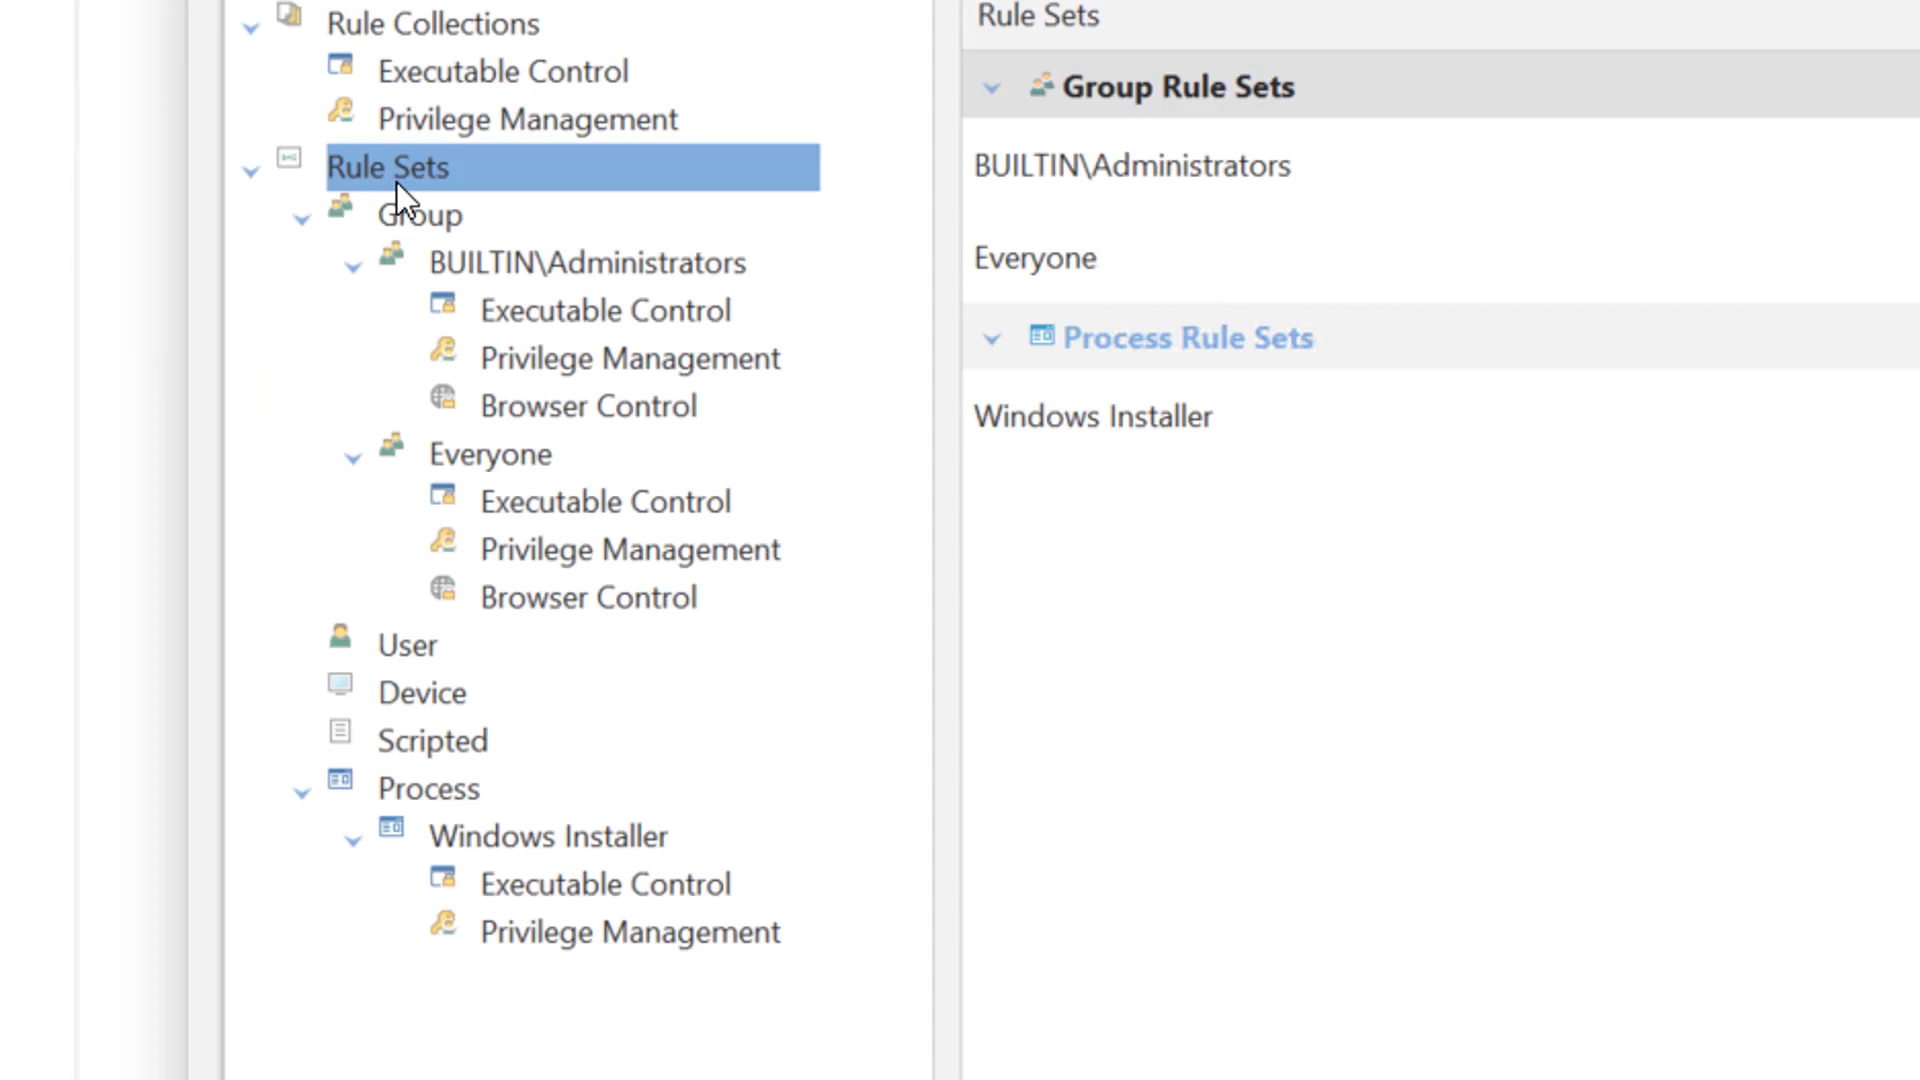 Rule Collections
Executable Control
Privilege Management
Rule Sets
Group
BUILTIN\Administrators
Executable Control
Privilege Management
Browser Control
Everyone
Executable Control
Privilege Management
Browser Control
User
Device
Scripted
Process
Windows Installer
Executable Control
Privilege Management
Rule Sets
Group Rule Sets
BUILTIN\Administrators
Everyone
Process Rule Sets
Windows Installer